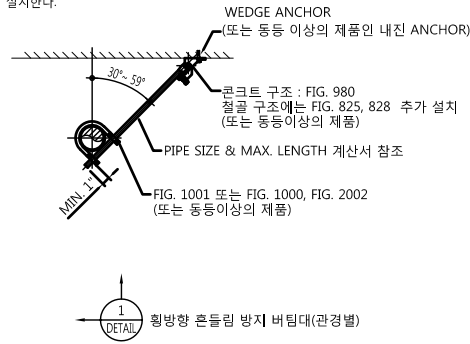 설치한다.
WEDGE ANCHOR
(또는 동등 이상의 제품인 내진 ANCHOR)
30°~ 59°
콘크트 구조 : FIG. 980
철골 구조에는 FIG. 825, 828 추가 설치
(또는 동등이상의 제품)
PIPE SIZE & MAX. LENGTH 계산서 참조
MIN. 1"
FIG. 1001 또는 FIG. 1000, FIG. 2002
(또는 동등이상의 제품)
1
DETAIL
횡방향 흔들림 방지 버팀대(관경별)